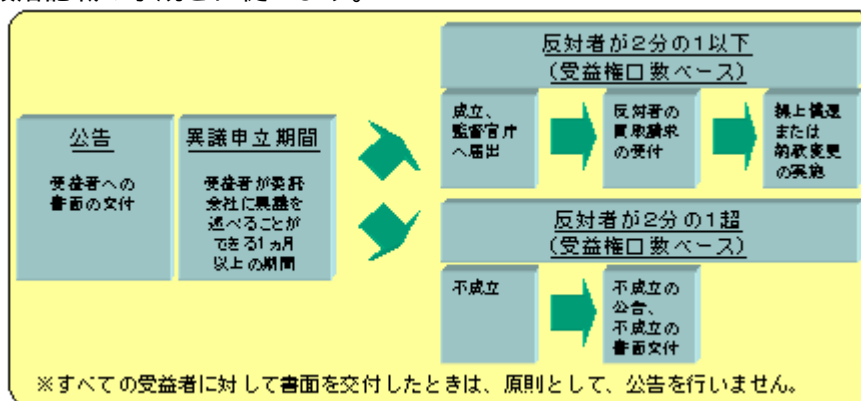 反対者が2分の1以下
(受益権口数ベース)
公告
受益者への
書面の交付
異議申立期間
受益者が委託
会社に異議を
述べることが
できる1ヵ月
以上の期間
成立、
監督官庁
へ届出
反対者の
買取請求
の受付
繰上償還
または
約款変更
の実施
反対者が2分の1超
(受益権口数ベース)
不成立
不成立の
公告、
不成立の
書面交付
※すべての受益者に対して書面を交付したときは、原則として、公告を行いません。